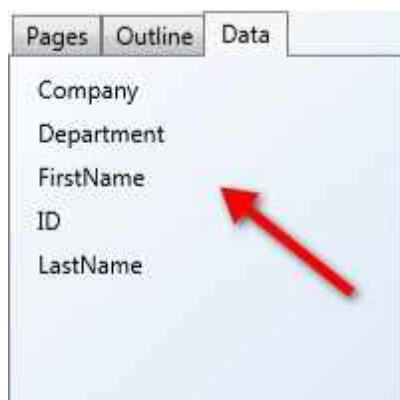 Pages Outline Data
Company
Department
FirstName
ID
LastName